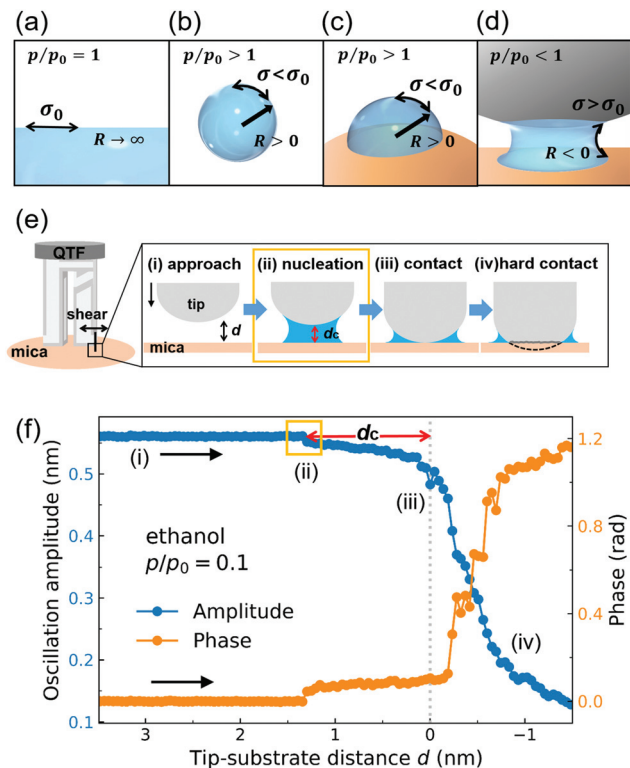 (a)
p/p₀ = 1
σ₀
R → ∞
(b)
p/p₀ > 1
σ<σ₀
R > 0
(c)
p/p₀ > 1
σ<σ₀
R > 0
(d)
p/p₀ < 1
σ>σ₀
R < 0
(e)
QTF
shear
mica
(i) approach
(ii) nucleation
(iii) contact
(iv)hard contact
tip
d
dc
mica
(f)
dc
(i)
(ii)
(iii)
(iv)
ethanol
p/p₀ = 0.1
Amplitude
Phase
Oscillation amplitude (nm)
0.5
0.4
0.3
0.2
0.1
Phase (rad)
1.2
0.8
0.4
0.0
3
2
1
0
−1
Tip-substrate distance d (nm)